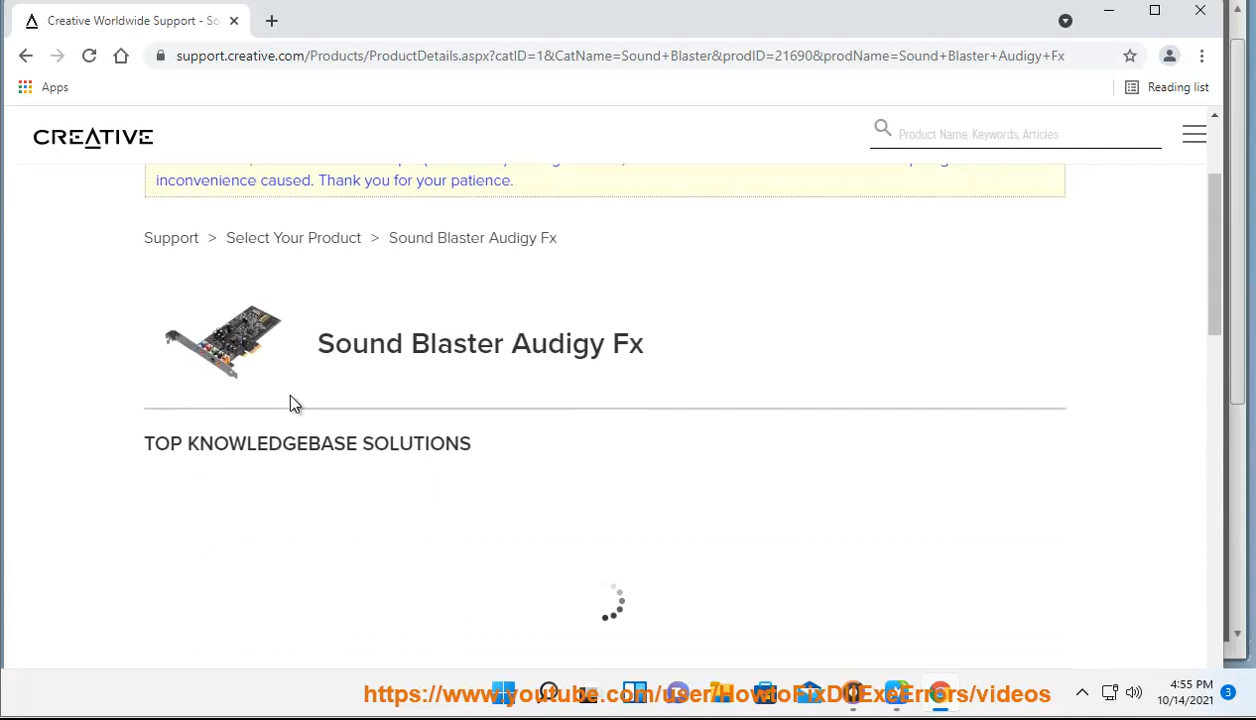 Creative Worldwide Support - So
support.creative.com/Products/ProductDetails.aspx?catID=1&CatName=Sound+Blaster&prodID=21690&prodName=Sound+Blaster+Audigy+Fx
Apps
Reading list
CREATIVE
Product Name, Keywords, Articles
inconvenience caused. Thank you for your patience.
Support > Select Your Product > Sound Blaster Audigy Fx
Sound Blaster Audigy Fx
TOP KNOWLEDGEBASE SOLUTIONS
https://www.youtube.com/user/HowtoFixDllExeErrors/videos
4:55 PM
10/14/2021
3